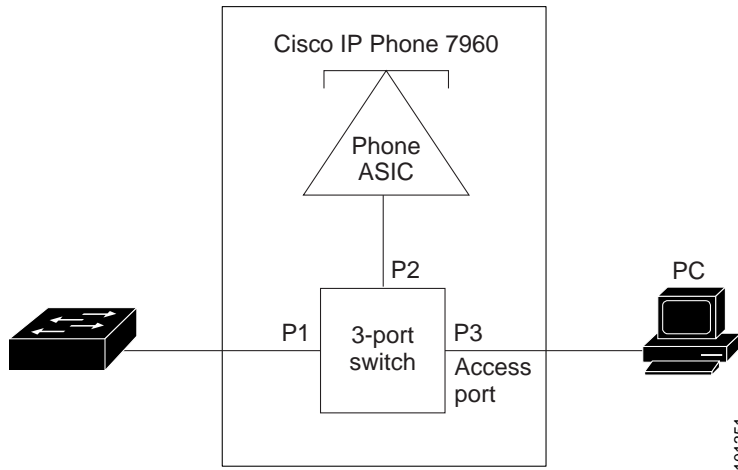 Cisco IP Phone 7960
Phone
ASIC
P2
PC
P1
3-port
switch
P3
Access
port